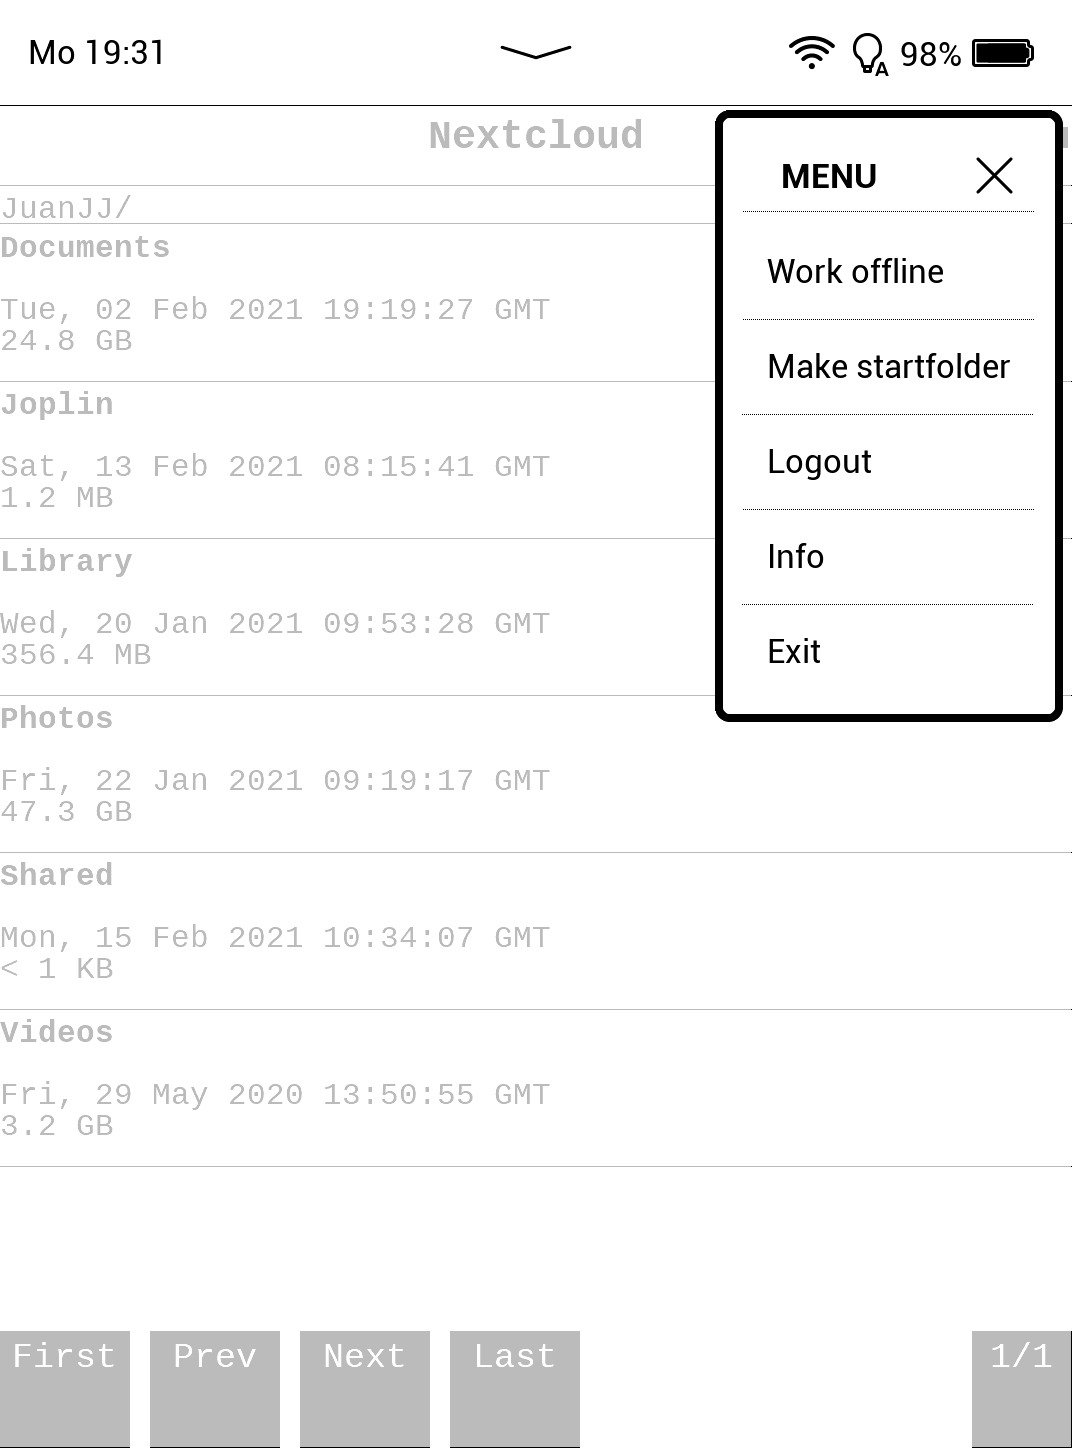 Mo 19:31
98%
Nextcloud
MENU
JuanJJ/
Documents
Tue, 02 Feb 2021 19:19:27 GMT
24.8 GB
Joplin
Sat, 13 Feb 2021 08:15:41 GMT
1.2 MB
Library
Wed, 20 Jan 2021 09:53:28 GMT
356.4 MB
Photos
Fri, 22 Jan 2021 09:19:17 GMT
47.3 GB
Shared
Mon, 15 Feb 2021 10:34:07 GMT
< 1 KB
Videos
Fri, 29 May 2020 13:50:55 GMT
3.2 GB
Work offline
Make startfolder
Logout
Info
Exit
First Prev Next Last 1/1